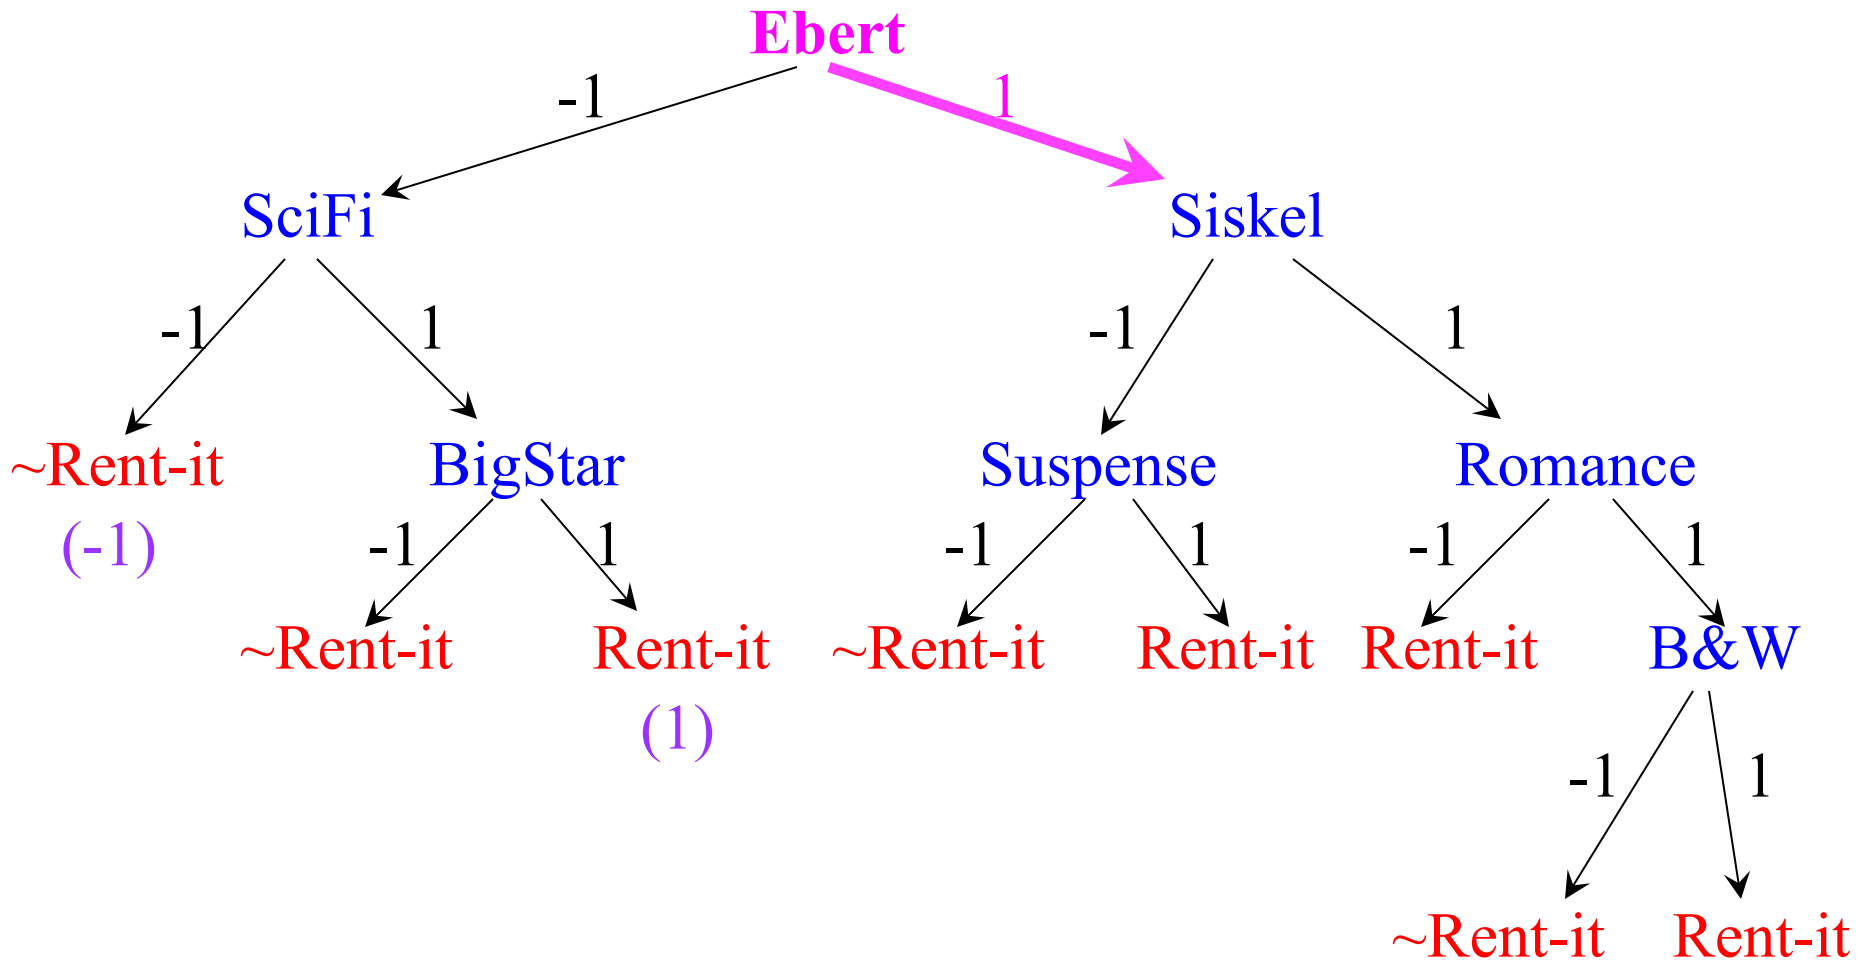 Ebert
-1 1
SciFi Siskel
-1 1 -1 1
~Rent-it BigStar Suspense Romance
(-1) -1 1 -1 1 -1 1
~Rent-it Rent-it ~Rent-it Rent-it Rent-it B&W
(1)
-1 1
~Rent-it Rent-it